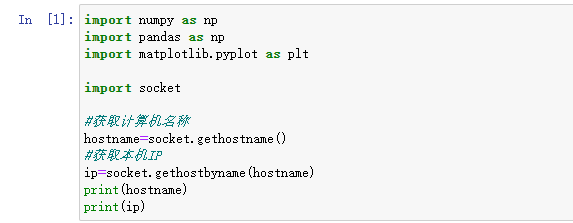 In [1]:
import numpy as np
import pandas as np
import matplotlib.pyplot as plt
import socket
#获取计算机名称
hostname=socket.gethostname()
#获取本机IP
ip=socket.gethostbyname(hostname)
print(hostname)
print(ip)